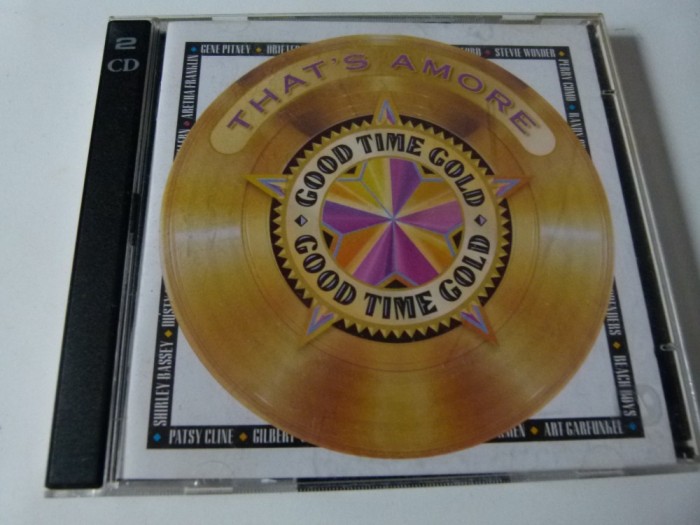 2
CD
GENE PITNEY
STEVIE WONDER
PERRY COMO
ARETHA FRANKLIN
THAT'S AMORE
GOOD TIME GOLD
GOOD TIME GOLD
SHIRLEY BASSEY
BEACH BOYS
PATSY CLINE ◆ GILBERT
ART GARFUNKEL